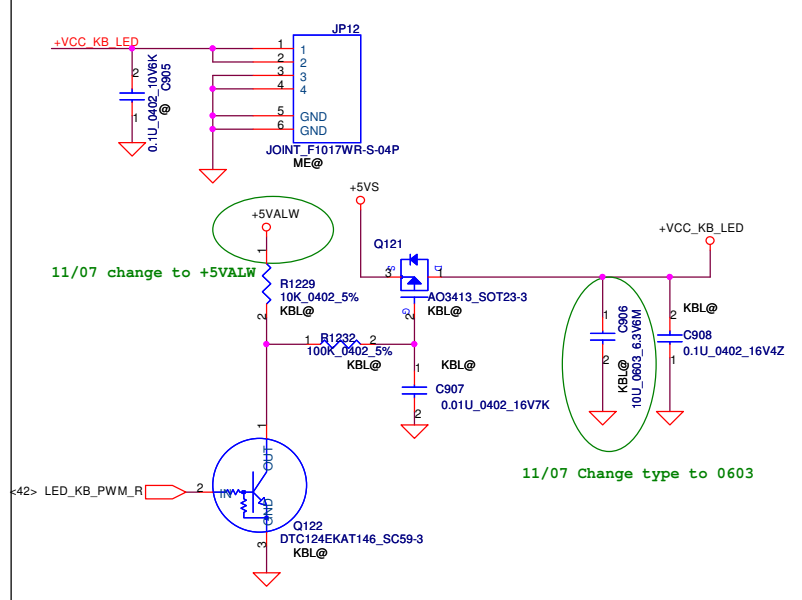 JP12
+VCC_KB_LED
1 1
2 2
3 3
4 4
5 GND
6 GND
2
1
0.1U_0402_10V6K
C905
@
JOINT_F1017WR-S-04P
ME@
+5VS
+5VALW
+VCC_KB_LED
11/07 change to +5VALW
1
R1229
10K_0402_5%
KBL@
2
Q121
3 S
D 1
G
2
AO3413_SOT23-3
KBL@
1 R1232 2
100K_0402_5%
KBL@
1
KBL@
C907
0.01U_0402_16V7K
2
1
C906
2
KBL@
10U_0603_6.3V6M
2
KBL@
C908
0.1U_0402_16V4Z
1
11/07 Change type to 0603
1
OUT
<42> LED_KB_PWM_R
2
IN
GND
3
Q122
DTC124EKAT146_SC59-3
KBL@